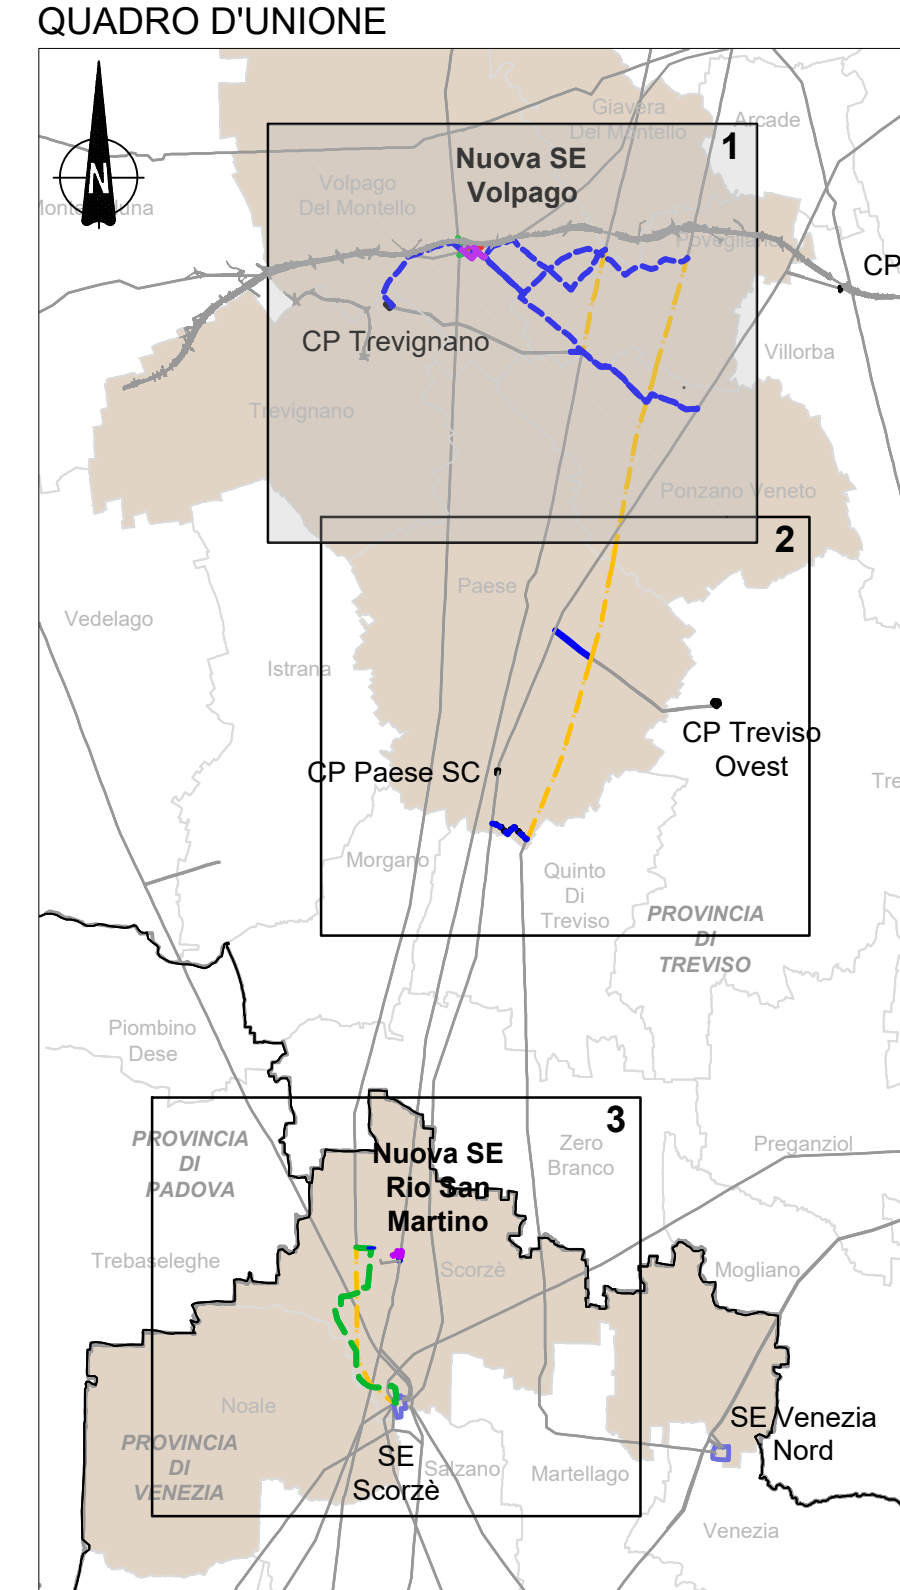 QUADRO D'UNIONE
N
Giavera
Del Montello
Arcade
1
Nuova SE
Volpago
Volpago
Del Montello
Povegliano
CP
CP Trevignano
Villorba
Trevignano
Ponzano Veneto
2
Paese
Vedelago
Istrana
CP Treviso
Ovest
CP Paese SC
Tre
Morgano
Quinto
Di
Treviso
PROVINCIA
DI
TREVISO
Piombino
Dese
3
PROVINCIA
DI
PADOVA
Nuova SE
Rio San
Martino
Zero
Branco
Preganziol
Trebaseleghe
Scorzè
Mogliano
Noale
PROVINCIA
DI
VENEZIA
SE Venezia
Nord
SE
Scorzè
Salzano
Martellago
Venezia